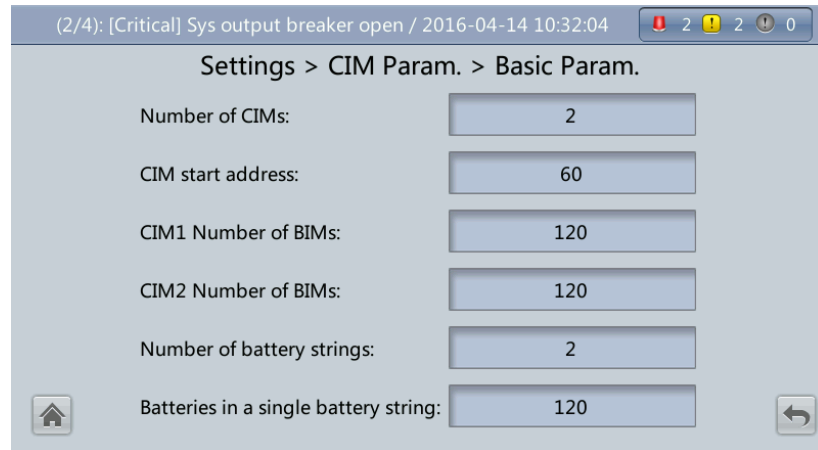 (2/4): [Critical] Sys output breaker open / 2016-04-14 10:32:04 2 2 0
Settings > CIM Param. > Basic Param.
Number of CIMs: 2
CIM start address: 60
CIM1 Number of BIMs: 120
CIM2 Number of BIMs: 120
Number of battery strings: 2
Batteries in a single battery string: 120